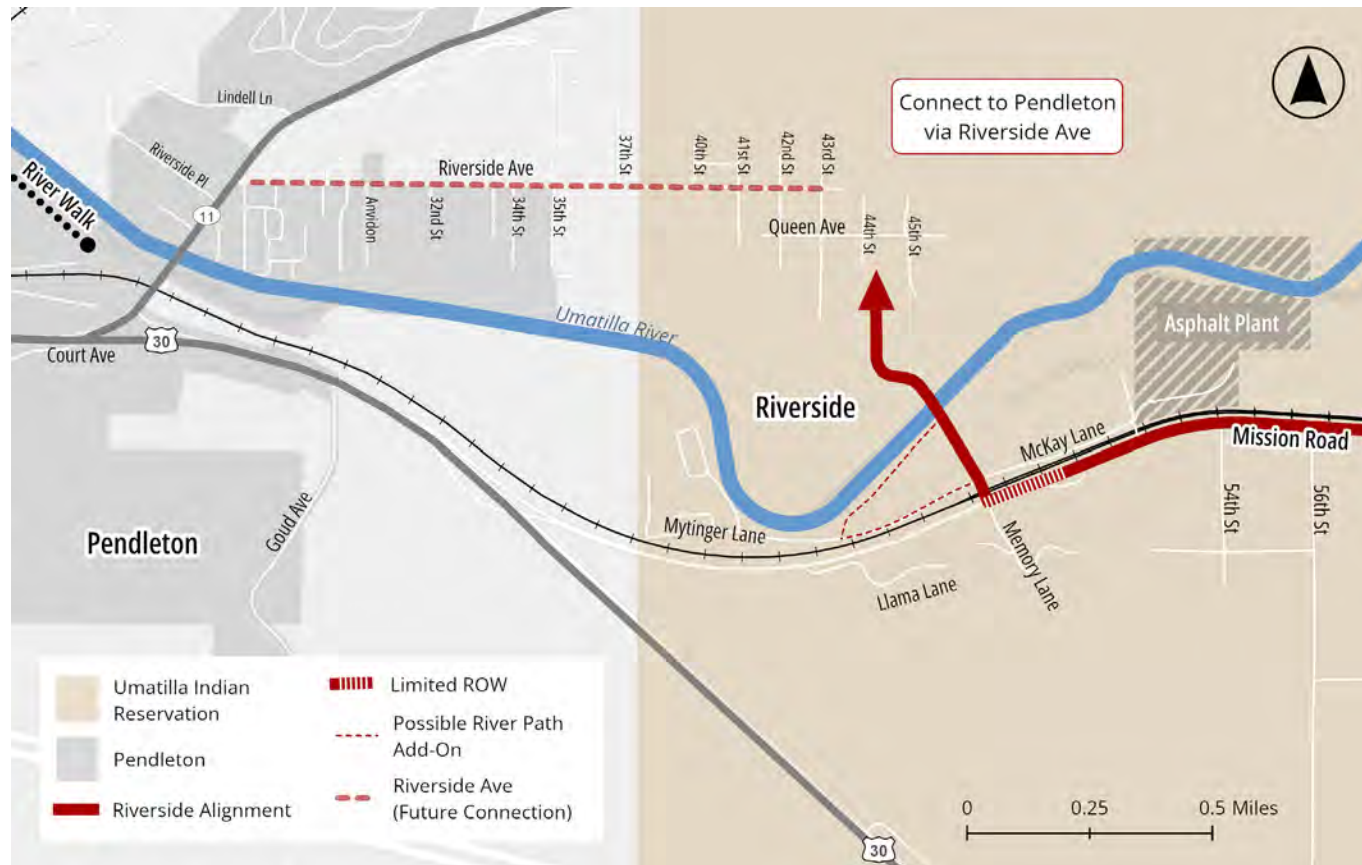 Lindell Ln
Connect to Pendleton
via Riverside Ave
Riverside Pl
River Walk
11
Riverside Ave
37th St
40th St
41st St
42nd St
43rd St
Anvidon
32nd St
34th St
35th St
Queen Ave
44th St
45th St
Umatilla River
30
Court Ave
Asphalt Plant
Riverside
McKay Lane
Mission Road
Goud Ave
Pendleton
Mytinger Lane
Memory Lane
Llama Lane
54th St
56th St
Umatilla Indian
Reservation
Pendleton
Riverside Alignment
Limited ROW
Possible River Path
Add-On
Riverside Ave
(Future Connection)
0 0.25 0.5 Miles
30